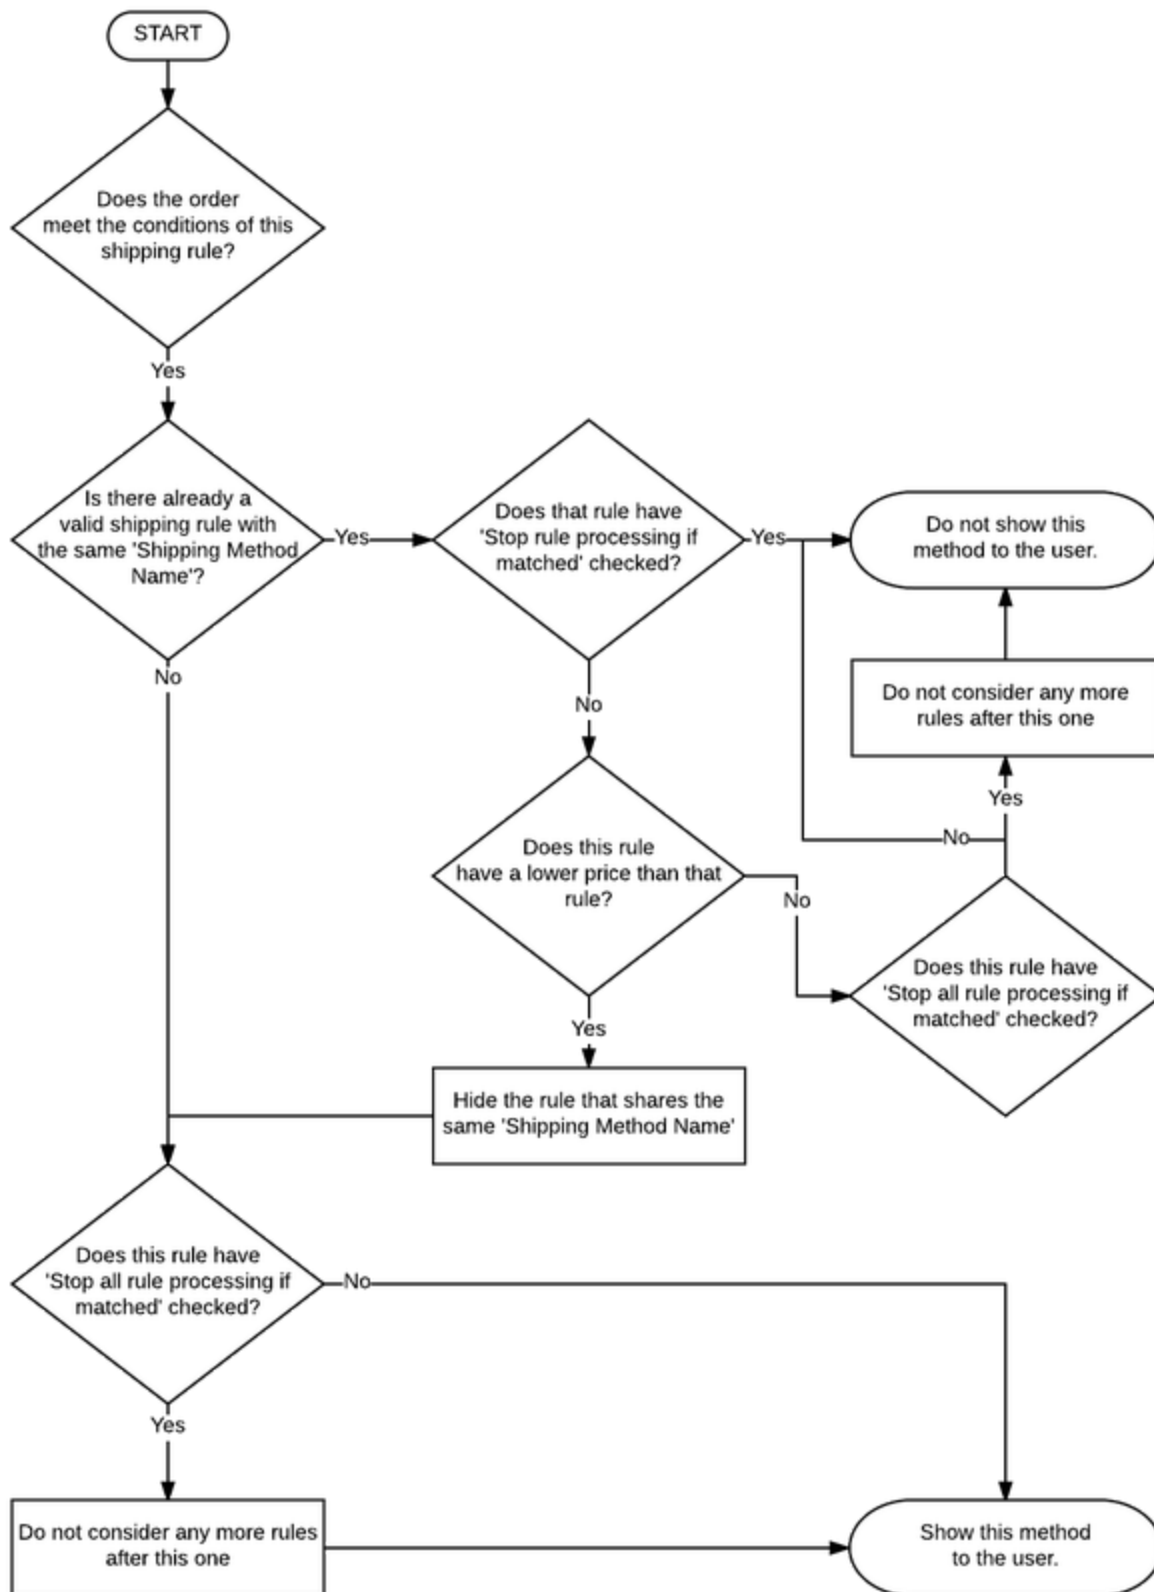 START
Does the order
meet the conditions of this
shipping rule?
Yes
Is there already a
valid shipping rule with
the same 'Shipping Method
Name'?
Yes
Does that rule have
'Stop rule processing if
matched' checked?
Yes
Do not show this
method to the user.
No
No
Do not consider any more
rules after this one
Yes
No
Does this rule
have a lower price than that
rule?
No
Does this rule have
'Stop all rule processing if
matched' checked?
Yes
Hide the rule that shares the
same 'Shipping Method Name'
Does this rule have
'Stop all rule processing if
matched' checked?
No
Yes
Do not consider any more rules
after this one
Show this method
to the user.